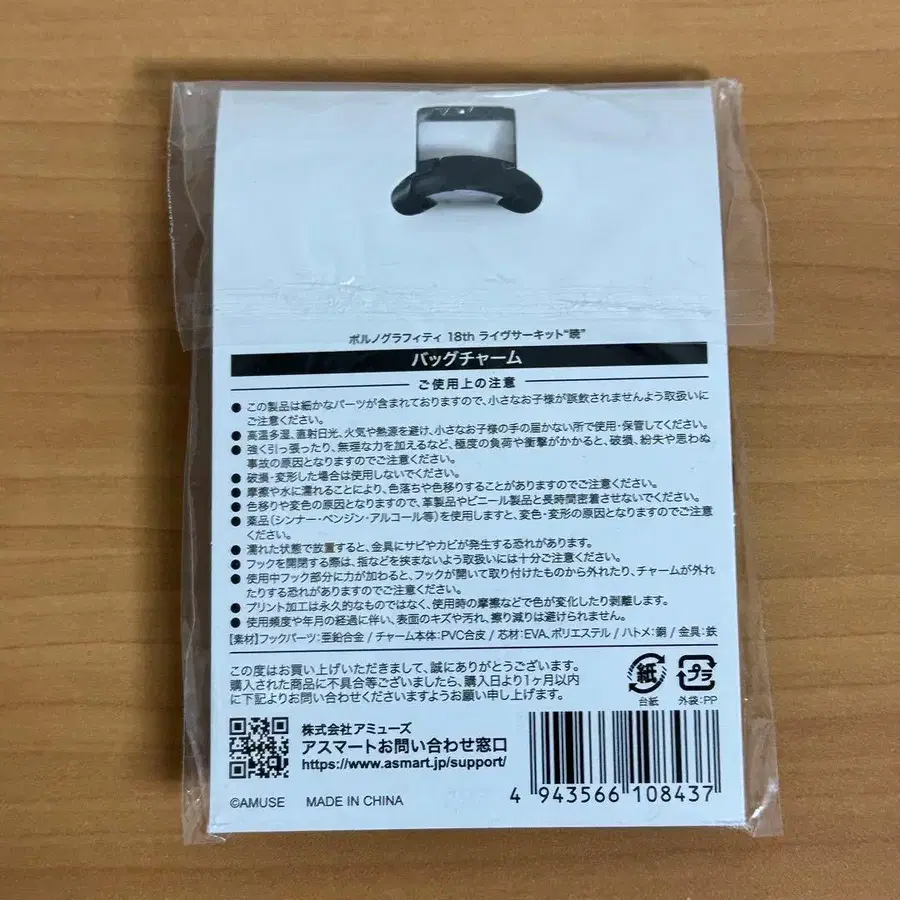 ポルノグラフィティ 18th ライヴサーキット“暁”
バッグチャーム
ご使用上の注意
● この製品は細かなパーツが含まれておりますので、小さなお子様が誤飲されませんよう取扱いに
ご注意ください。
● 高温多湿、直射日光、火気や熱源を避け、小さなお子様の手の届かない所で使用・保管してください。
● 強く引っ張ったり、無理な力を加えるなど、極度の負荷や衝撃がかかると、破損、紛失や思わぬ
事故の原因となりますのでご注意ください。
● 破損・変形した場合は使用しないでください。
● 摩擦や水に濡れることにより、色落ちや色移りすることがありますのでご注意ください。
● 色移りや変色の原因となりますので、革製品やビニール製品と長時間密着させないでください。
● 薬品(シンナー・ベンジン・アルコール等)を使用しますと、変色・変形の原因となりますのでご注意
ください。
● 濡れた状態で放置すると、金具にサビやカビが発生する恐れがあります。
● フックを開閉する際は、指などを挟まないよう取扱いには十分ご注意ください。
● 使用中フック部分に力が加わると、フックが開いて取り付けたものから外れたり、チャームが外れ
たりする恐れがありますのでご注意ください。
● プリント加工は永久的なものではなく、使用時の摩擦などで色が変化したり剥離します。
● 使用頻度や年月の経過に伴い、表面のキズや汚れ、擦り減りは避けられません。
[素材]フックパーツ:亜鉛合金 / チャーム本体:PVC合皮 / 芯材:EVA、ポリエステル / ハトメ:銅 / 金具:鉄
この度はお買い上げいただきまして、誠にありがとうございます。
購入された商品に不具合等ございましたら、購入日より1ヶ月以内
に下記よりお問い合わせくださいますようお願い申し上げます。
紙
台紙
プラ
外袋:PP
株式会社アミューズ
アスマートお問い合わせ窓口
https://www.asmart.jp/support/
©AMUSE MADE IN CHINA
4 943566 108437